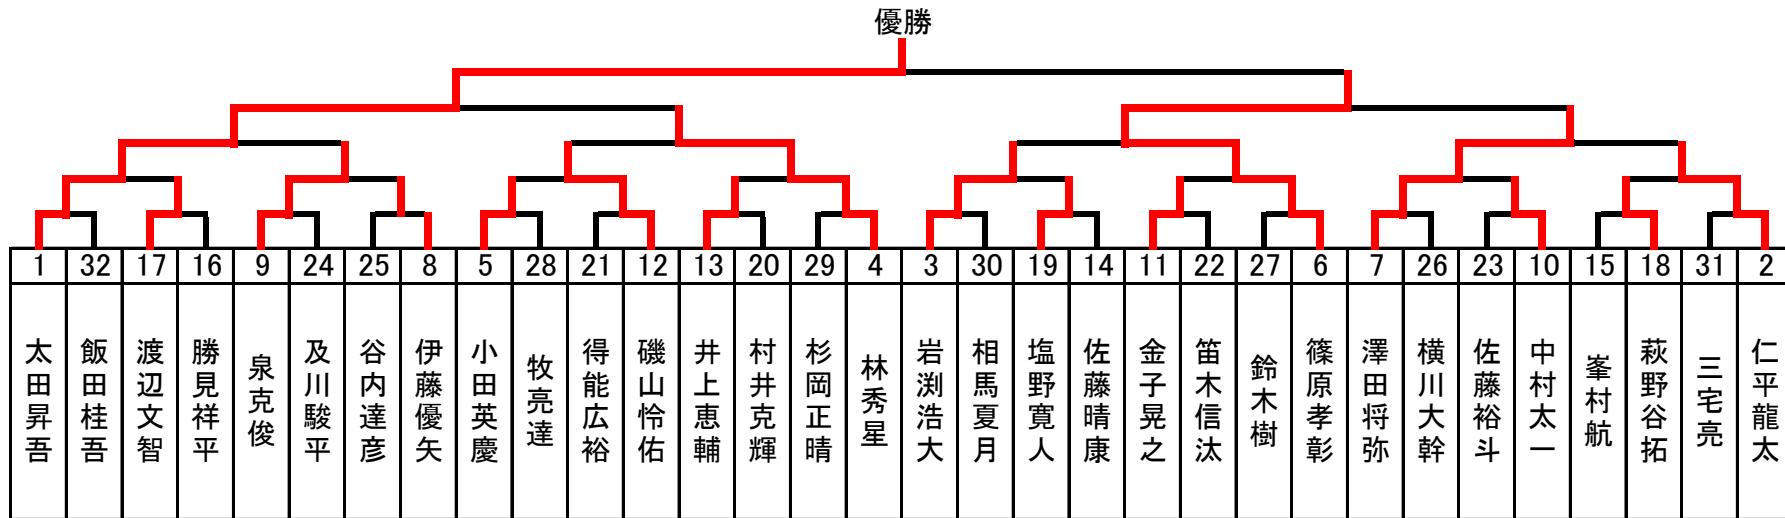 優勝
1 32 17 16 9 24 25 8 5 28 21 12 13 20 29 4 3 30 19 14 11 22 27 6 7 26 23 10 15 18 31 2
太田昇吾
飯田桂吾
渡辺文智
勝見祥平
泉克俊
及川駿平
谷内達彦
伊藤優矢
小田英慶
牧亮達
得能広裕
磯山怜佑
井上恵輔
村井克輝
杉岡正晴
林秀星
岩渕浩大
相馬夏月
塩野寛人
佐藤晴康
金子晃之
笛木信汰
鈴木樹
篠原孝彰
澤田将弥
横川大幹
佐藤裕斗
中村太一
峯村航
萩野谷拓
三宅亮
仁平龍太